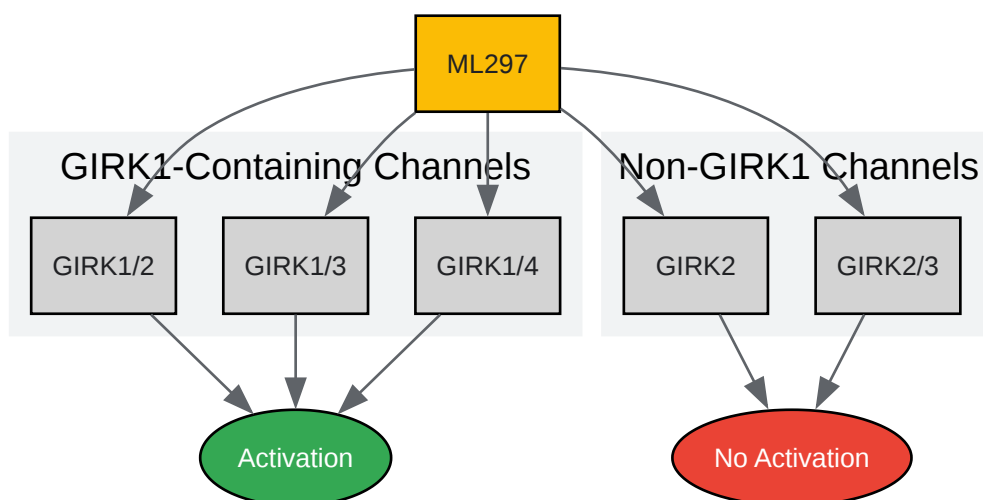 ML297
GIRK1-Containing Channels
Non-GIRK1 Channels
GIRK1/2
GIRK1/3
GIRK1/4
GIRK2
GIRK2/3
Activation
No Activation